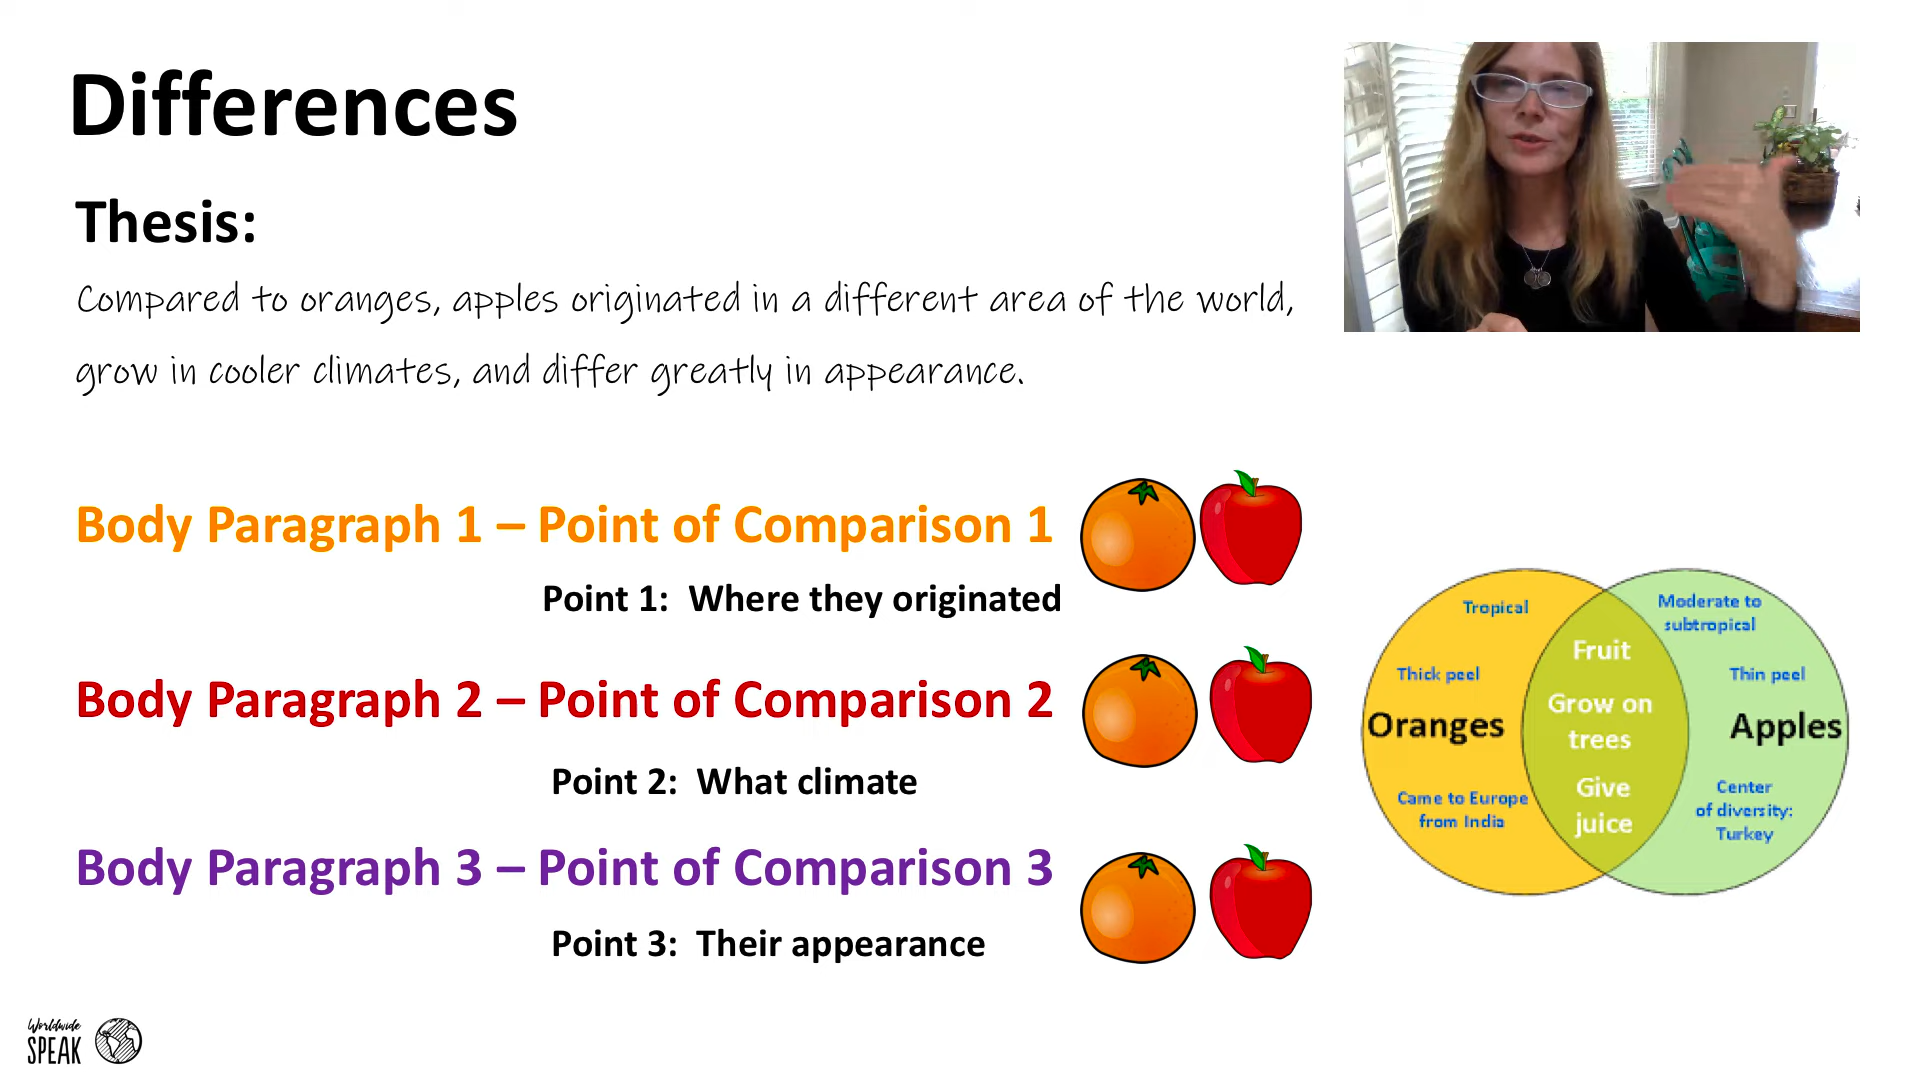 Differences
Thesis:
Compared to oranges, apples originated in a different area of the world,
grow in cooler climates, and differ greatly in appearance.
Body Paragraph 1 – Point of Comparison 1
Point 1: Where they originated
Body Paragraph 2 – Point of Comparison 2
Point 2: What climate
Body Paragraph 3 – Point of Comparison 3
Point 3: Their appearance
Tropical
Thick peel
Oranges
Came to Europe
from India
Fruit
Grow on
trees
Give
juice
Moderate to
subtropical
Thin peel
Apples
Center
of diversity:
Turkey
Worldwide
SPEAK